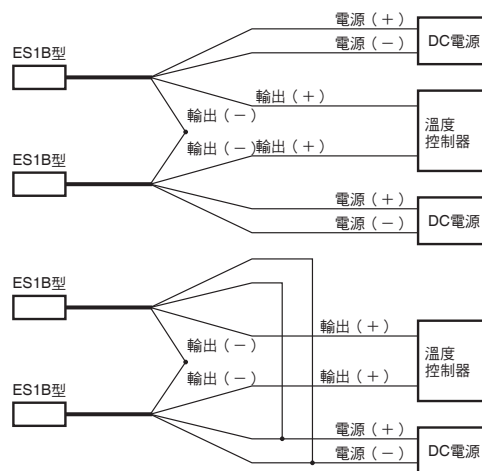 電源（＋）
ES1B型
電源（－）
DC電源
輸出（＋）
輸出（－）
溫度
控制器
輸出（－）
輸出（＋）
ES1B型
電源（＋）
電源（－）
DC電源
ES1B型
輸出（＋）
輸出（－）
溫度
控制器
輸出（－）
輸出（＋）
ES1B型
電源（＋）
電源（－）
DC電源